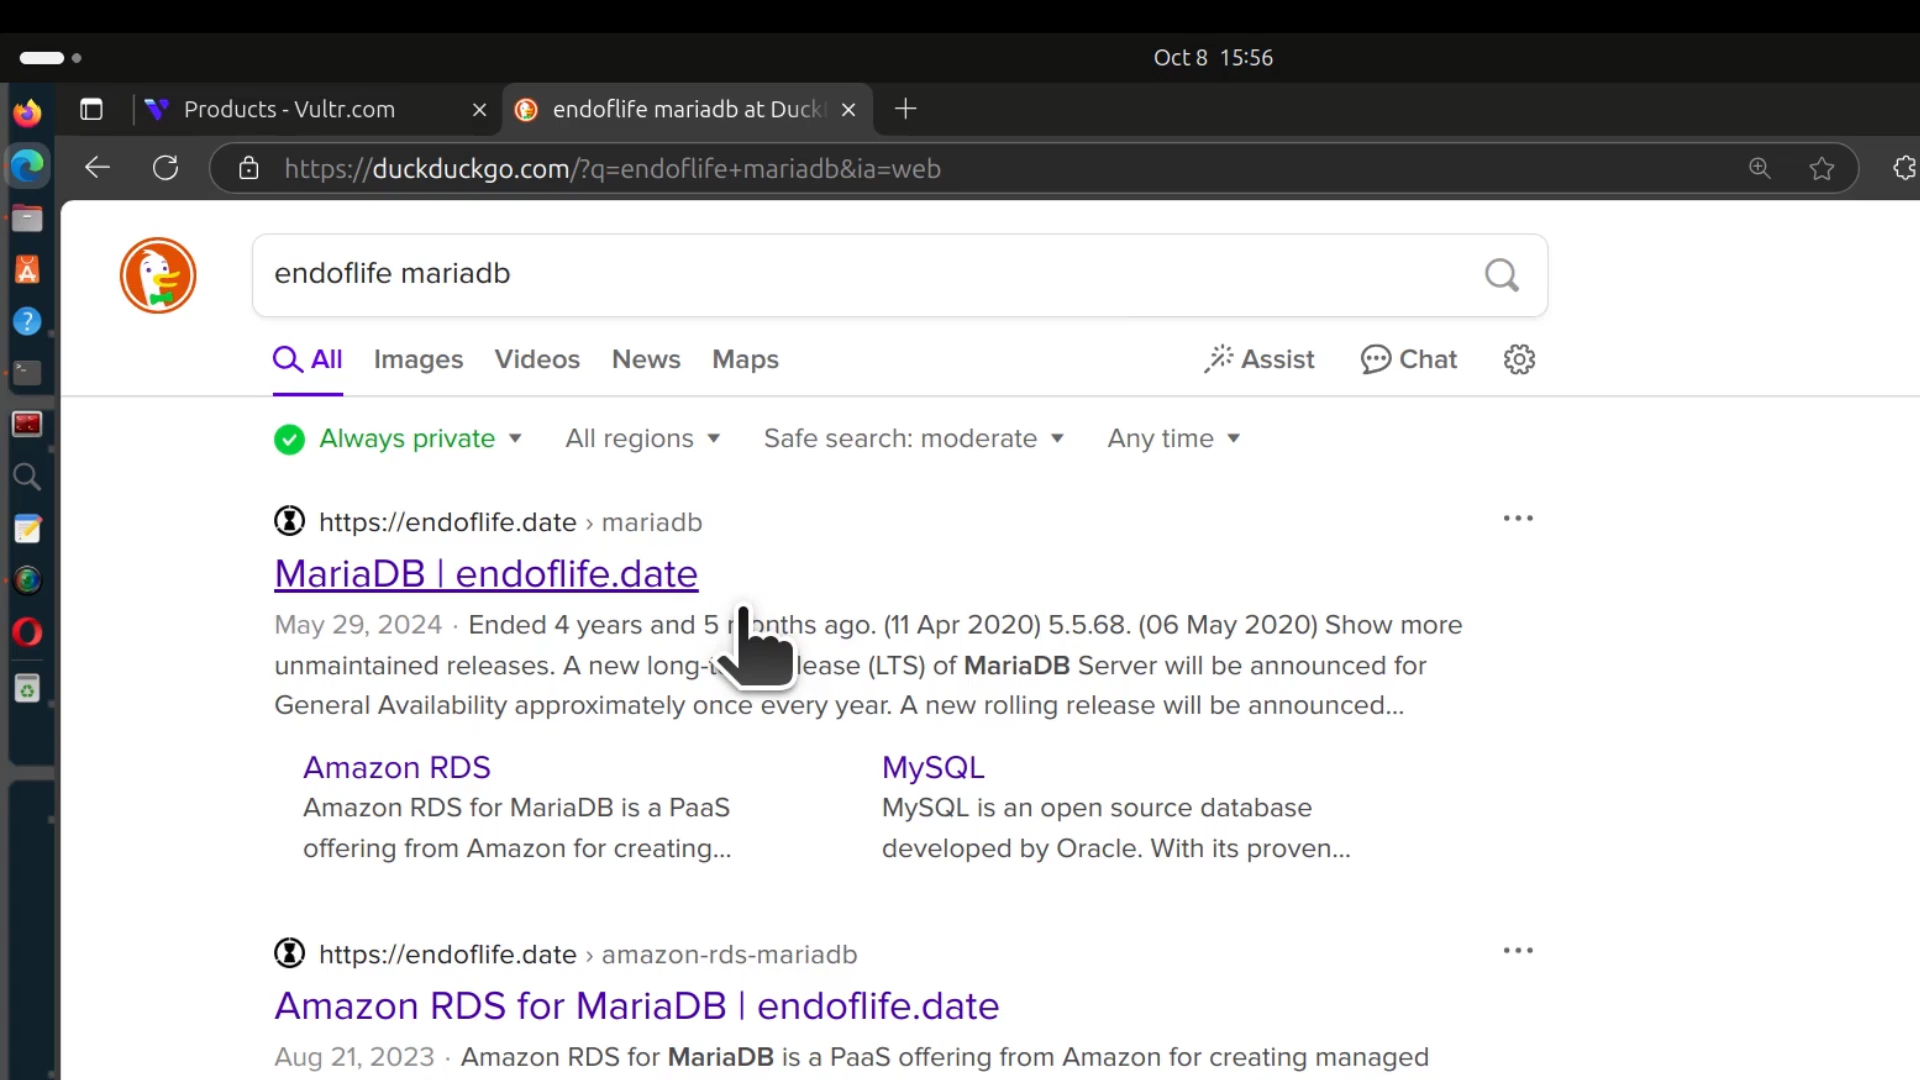 Oct 8 15:56
Products - Vultr.com
endoflife mariadb at Duck
https://duckduckgo.com/?q=endoflife+mariadb&ia=web
endoflife mariadb
All Images Videos News Maps Assist Chat
Always private All regions Safe search: moderate Any time
https://endoflife.date › mariadb
MariaDB | endoflife.date
May 29, 2024 · Ended 4 years and 5 months ago. (11 Apr 2020) 5.5.68. (06 May 2020) Show more
unmaintained releases. A new long- lease (LTS) of MariaDB Server will be announced for
General Availability approximately once every year. A new rolling release will be announced...
Amazon RDS
Amazon RDS for MariaDB is a PaaS
offering from Amazon for creating...
MySQL
MySQL is an open source database
developed by Oracle. With its proven...
https://endoflife.date › amazon-rds-mariadb
Amazon RDS for MariaDB | endoflife.date
Aug 21, 2023 · Amazon RDS for MariaDB is a PaaS offering from Amazon for creating managed